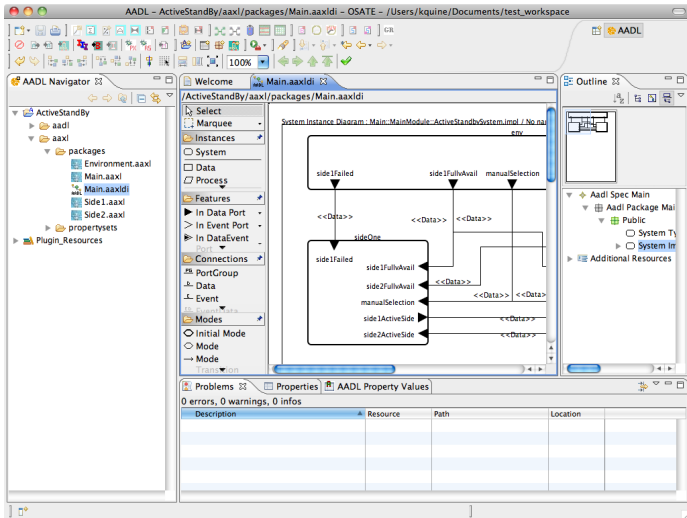 AADL – ActiveStandBy/aaxl/packages/Main.aaxldi – OSATE – /Users/kquine/Documents/test_workspace
GR
AADL
100%
AADL Navigator
ActiveStandBy
aadl
aaxl
packages
Environment.aaxl
Main.aaxl
Main.aaxldi
Side1.aaxl
Side2.aaxl
propertysets
Plugin_Resources
Welcome
Main.aaxldi
/ActiveStandBy/aaxl/packages/Main.aaxldi
Select
Marquee
Instances
System
Data
Process
Features
In Data Port
In Event Port
In DataEvent
Port
Connections
PortGroup
Data
Event
EventData
Modes
Initial Mode
Mode
Mode
Transition
System Instance Diagram : Main::MainModule::ActiveStandbySystem.impl / No nar
env
side1Failed
side1FullyAvail
manualSelection
<<Data>>
<<Data>>
<<Data>>
sideOne
side1Failed
side1FullyAvail
side2FullyAvail
<<Data>>
manualSelection
<<Data>>
<<Data>
side1ActiveSide
side2ActiveSide
<<Data>>
Outline
Aadl Spec Main
Aadl Package Mai
Public
System Ty
System Im
Additional Resources
Problems
Properties
AADL Property Values
0 errors, 0 warnings, 0 infos
Description
Resource
Path
Location